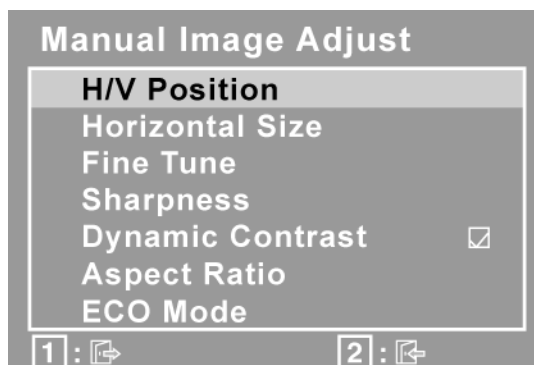 Manual Image Adjust
H/V Position
Horizontal Size
Fine Tune
Sharpness
Dynamic Contrast
Aspect Ratio
ECO Mode
1 : 2 :